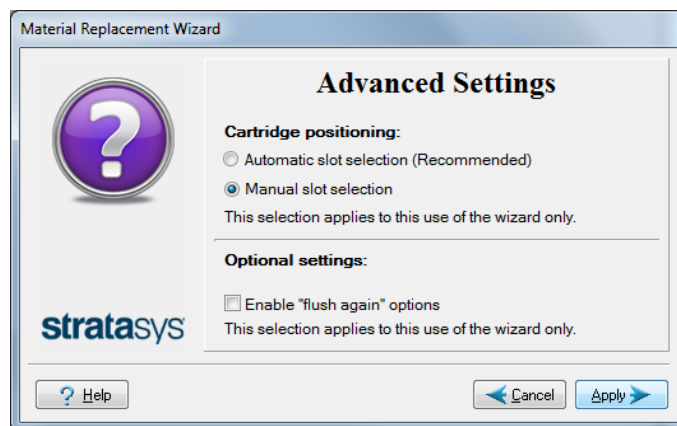 Material Replacement Wizard
Advanced Settings
Cartridge positioning:
Automatic slot selection (Recommended)
Manual slot selection
This selection applies to this use of the wizard only.
Optional settings:
Enable "flush again" options
This selection applies to this use of the wizard only.
stratasys
? Help
Cancel
Apply